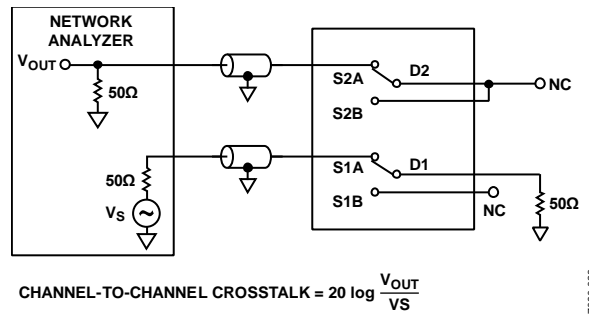 NETWORK
ANALYZER
VOUT
50Ω
S2A
D2
NC
S2B
50Ω
VS
S1A
D1
S1B
NC
50Ω
CHANNEL-TO-CHANNEL CROSSTALK = 20 log VOUT
VS